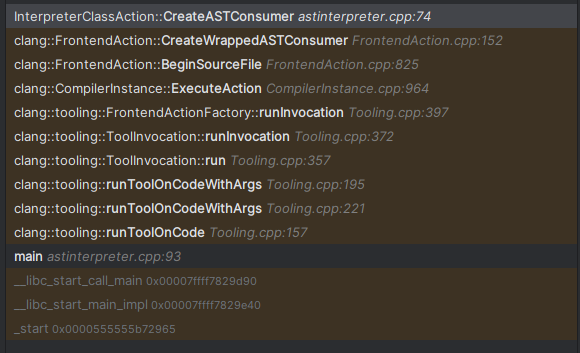 InterpreterClassAction::CreateASTConsumer astinterpreter.cpp:74
clang::FrontendAction::CreateWrappedASTConsumer FrontendAction.cpp:152
clang::FrontendAction::BeginSourceFile FrontendAction.cpp:825
clang::CompilerInstance::ExecuteAction CompilerInstance.cpp:964
clang::tooling::FrontendActionFactory::runInvocation Tooling.cpp:397
clang::tooling::ToolInvocation::runInvocation Tooling.cpp:372
clang::tooling::ToolInvocation::run Tooling.cpp:357
clang::tooling::runToolOnCodeWithArgs Tooling.cpp:195
clang::tooling::runToolOnCodeWithArgs Tooling.cpp:221
clang::tooling::runToolOnCode Tooling.cpp:157
main astinterpreter.cpp:93
__libc_start_call_main 0x00007ffff7829d90
__libc_start_main_impl 0x00007ffff7829e40
_start 0x0000555555b72965